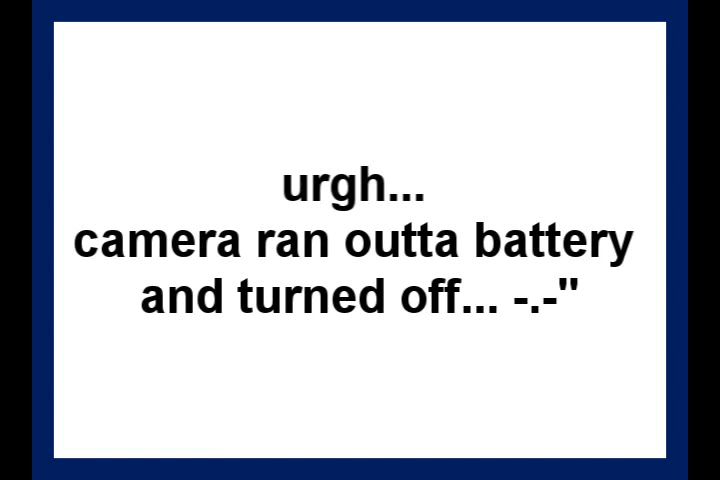 urgh...
camera ran outta battery
and turned off... -.-"